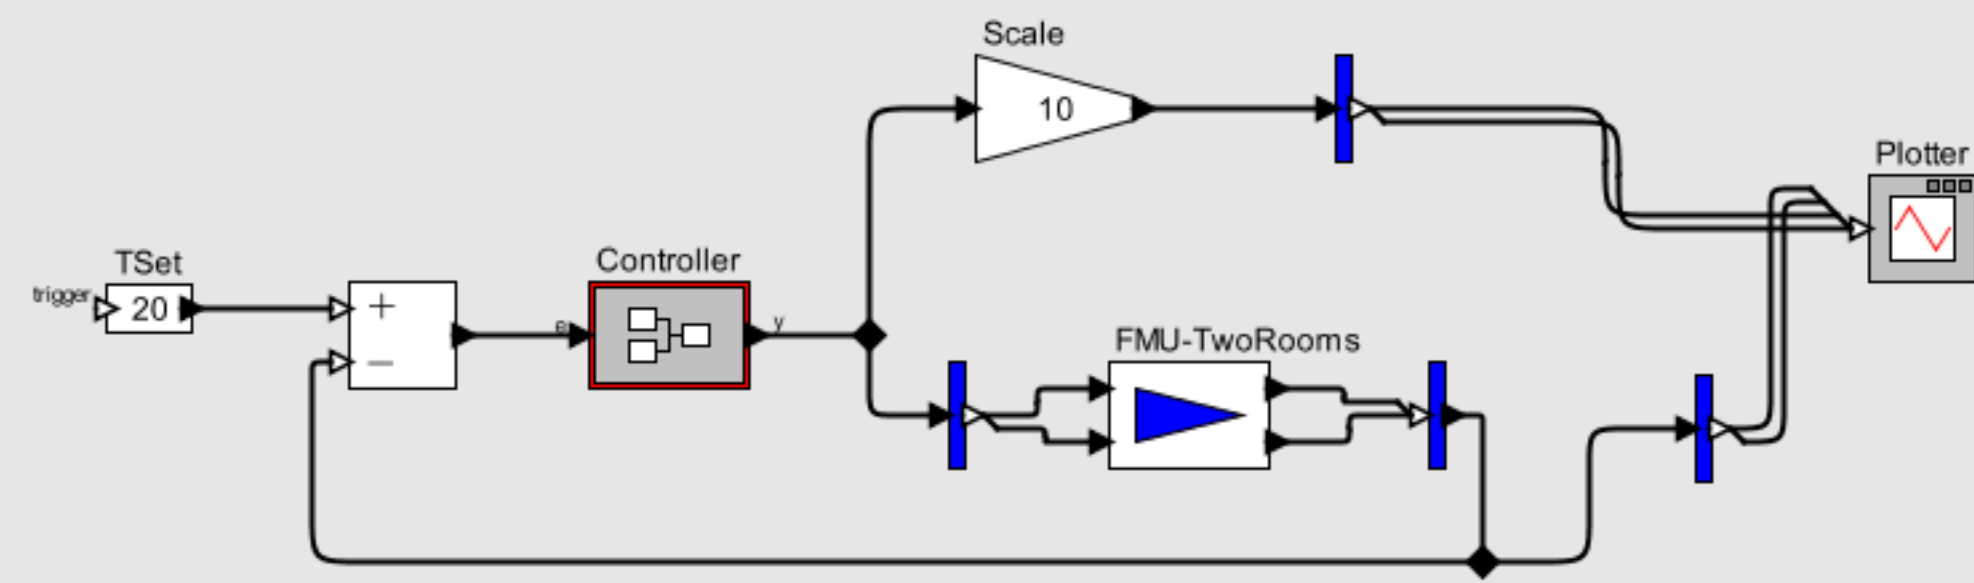 Scale
10
Plotter
TSet
trigger
20
+
−
Controller
e
y
FMU-TwoRooms